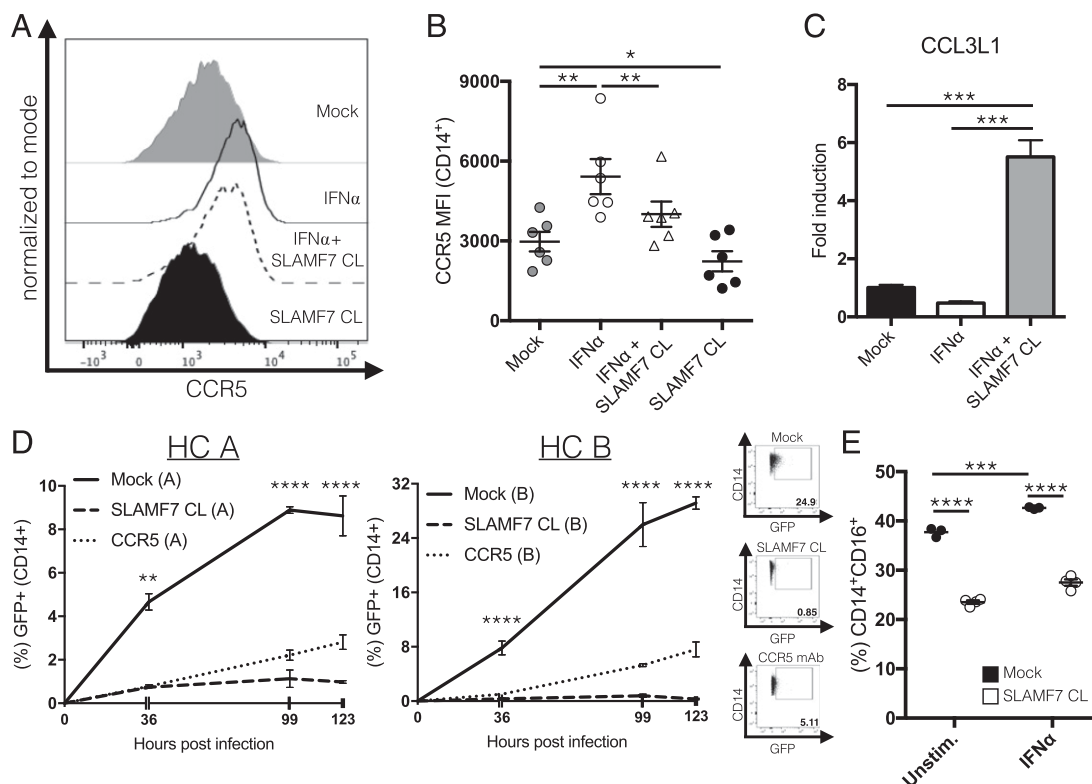 A
normalized to mode
Mock
IFNα
IFNα+
SLAMF7 CL
SLAMF7 CL
-10³ 0 10³ 10⁴ 10⁵
CCR5
B
CCR5 MFI (CD14⁺)
9000
6000
3000
0
*
** **
Mock
IFNα
IFNα +
SLAMF7 CL
SLAMF7 CL
C
CCL3L1
Fold induction
8
6
4
2
0
***
***
Mock
IFNα
IFNα +
SLAMF7 CL
D
HC A
Mock (A)
SLAMF7 CL (A)
CCR5 (A)
(%) GFP+ (CD14+)
10
8
6
4
2
0
** **** ****
0 36 99 123
Hours post infection
HC B
Mock (B)
SLAMF7 CL (B)
CCR5 (B)
(%) GFP+ (CD14+)
32
24
16
8
0
**** **** ****
0 36 99 123
Hours post infection
Mock
CD14
24.9
GFP
SLAMF7 CL
CD14
0.85
GFP
CCR5 mAb
CD14
5.11
GFP
E
(%) CD14⁺CD16⁺
50
40
30
20
10
0
***
**** ****
Mock
SLAMF7 CL
Unstim.
IFNα